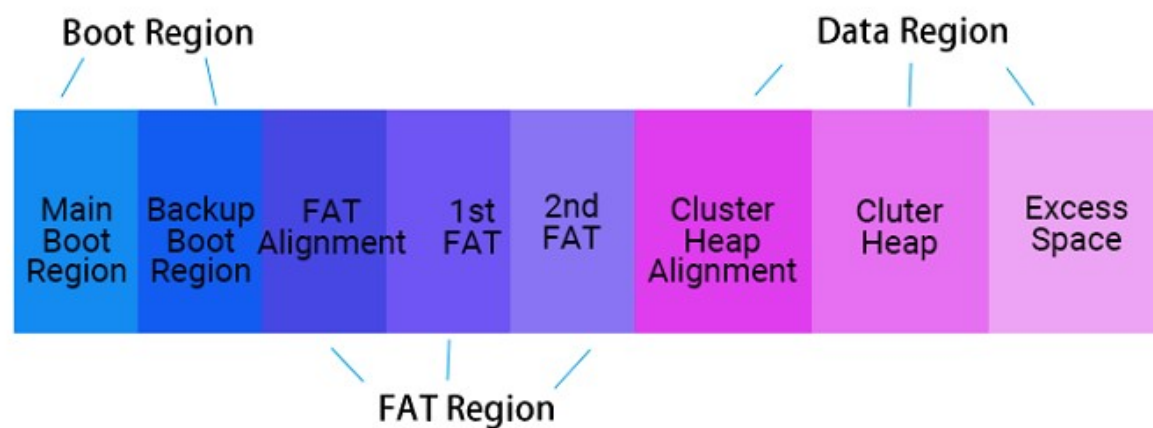 Boot Region
Data Region
Main
Boot
Region
Backup
Boot
Region
FAT
Alignment
1st
FAT
2nd
FAT
Cluster
Heap
Alignment
Cluter
Heap
Excess
Space
FAT Region